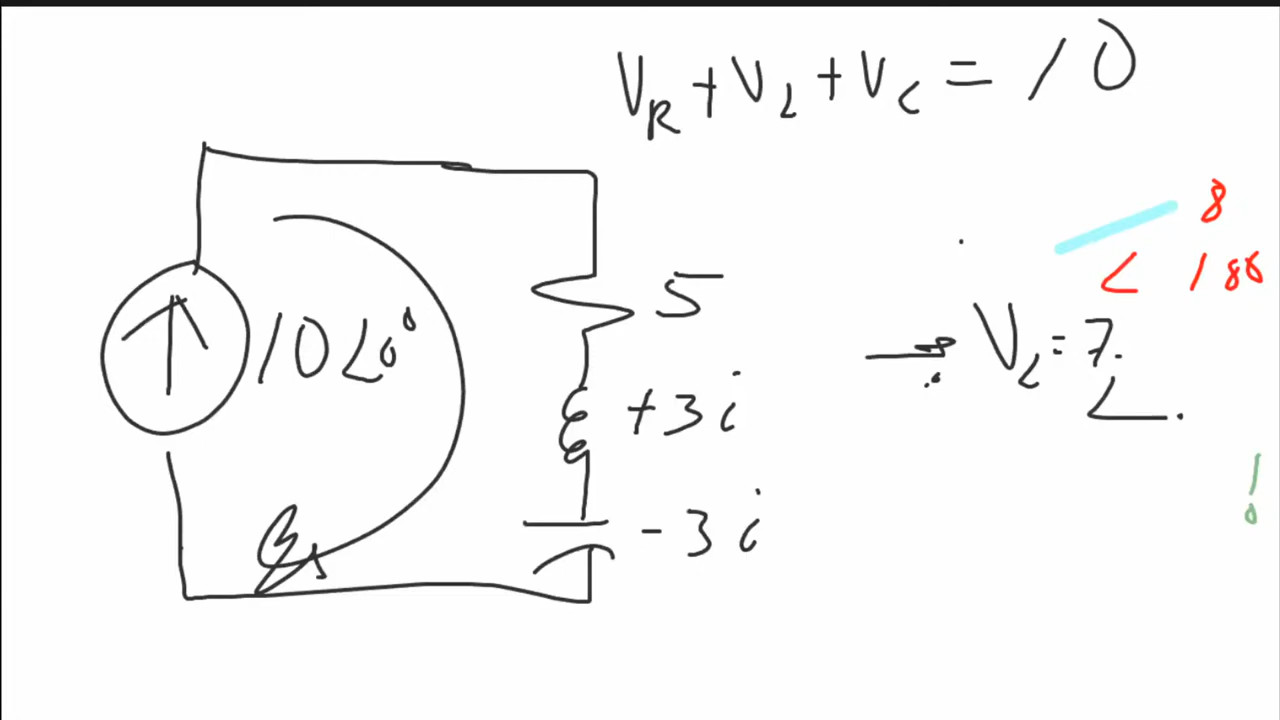 V_R + V_L + V_C = 10
8
∠ 188
10∠0°
5
→ V_L = 7.
∠
+3i
-3i
!